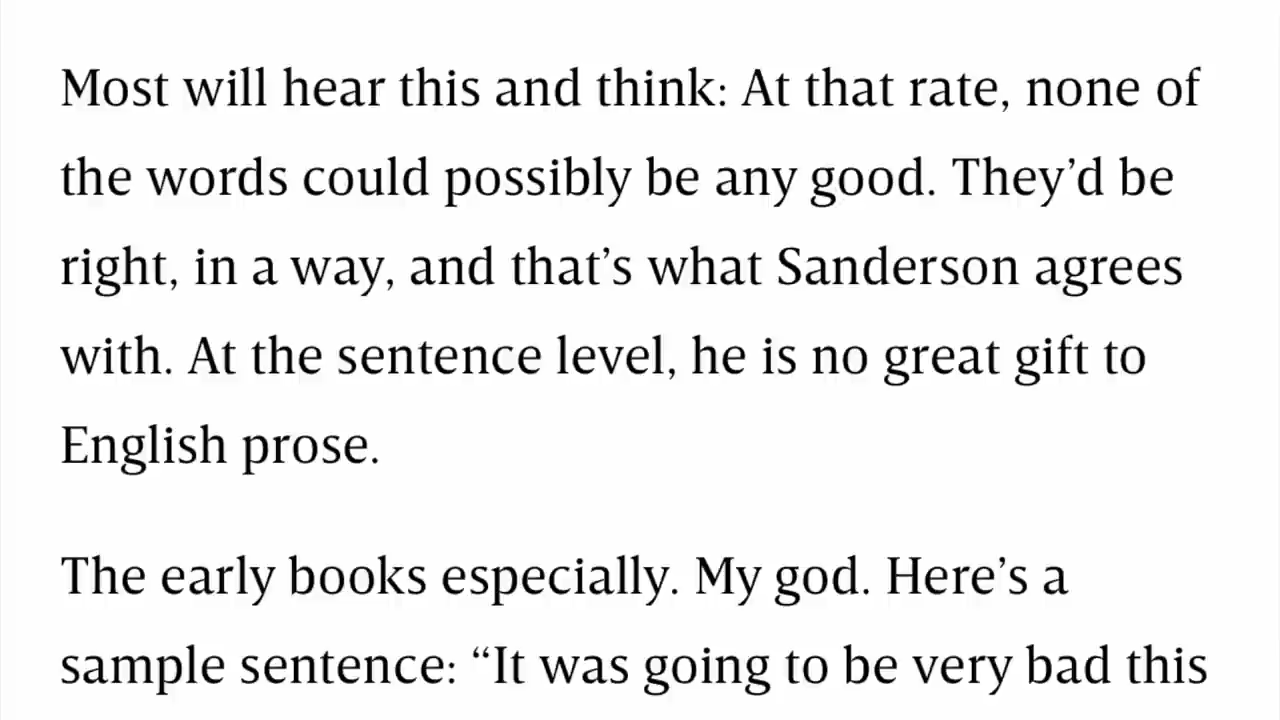 Most will hear this and think: At that rate, none of
the words could possibly be any good. They’d be
right, in a way, and that’s what Sanderson agrees
with. At the sentence level, he is no great gift to
English prose.
The early books especially. My god. Here’s a
sample sentence: “It was going to be very bad this